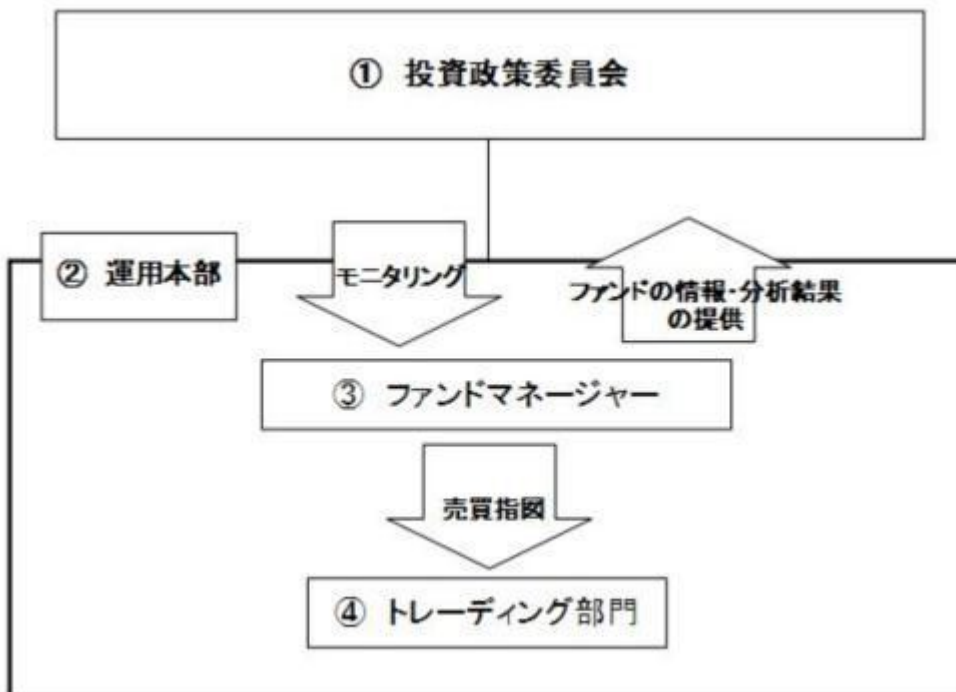 ① 投資政策委員会
② 運用本部
モニタリング
ファンドの情報・分析結果
の提供
③ ファンドマネージャー
売買指図
④ トレーディング部門